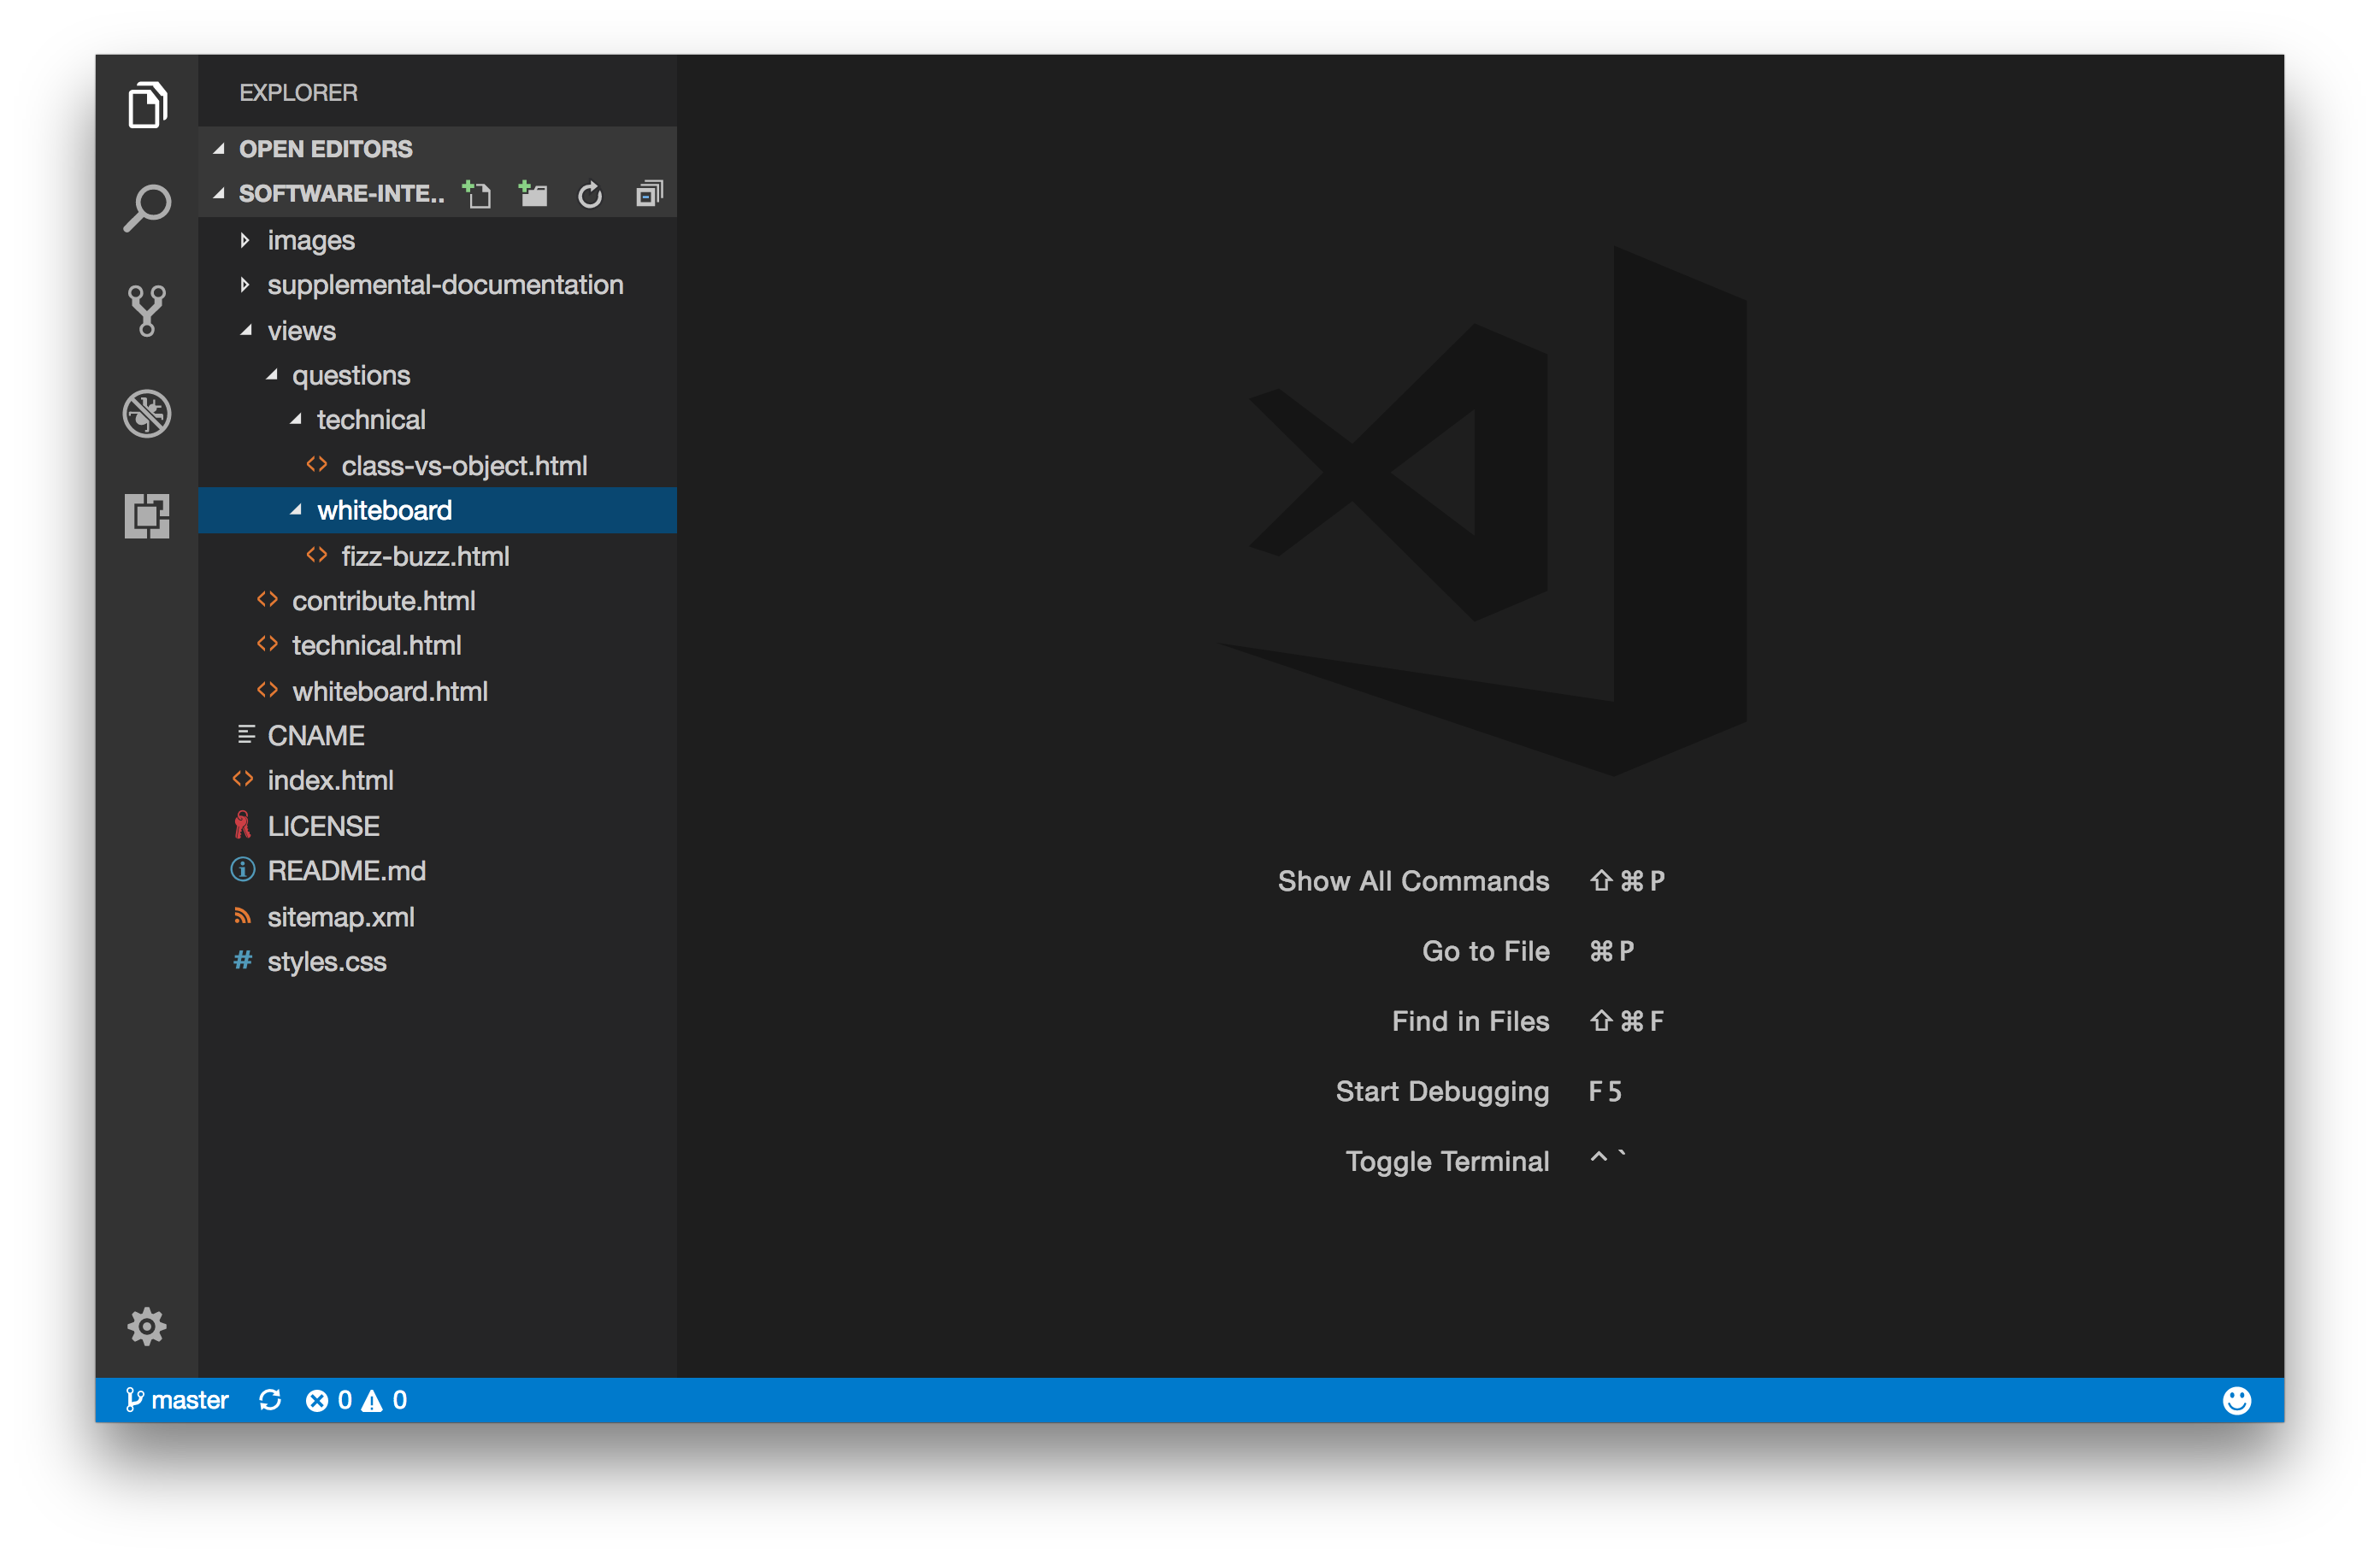 EXPLORER
OPEN EDITORS
SOFTWARE-INTE..
images
supplemental-documentation
views
questions
technical
class-vs-object.html
whiteboard
fizz-buzz.html
contribute.html
technical.html
whiteboard.html
CNAME
index.html
LICENSE
README.md
sitemap.xml
styles.css
Show All Commands ⇧⌘P
Go to File ⌘P
Find in Files ⇧⌘F
Start Debugging F5
Toggle Terminal ^`
master 0 0